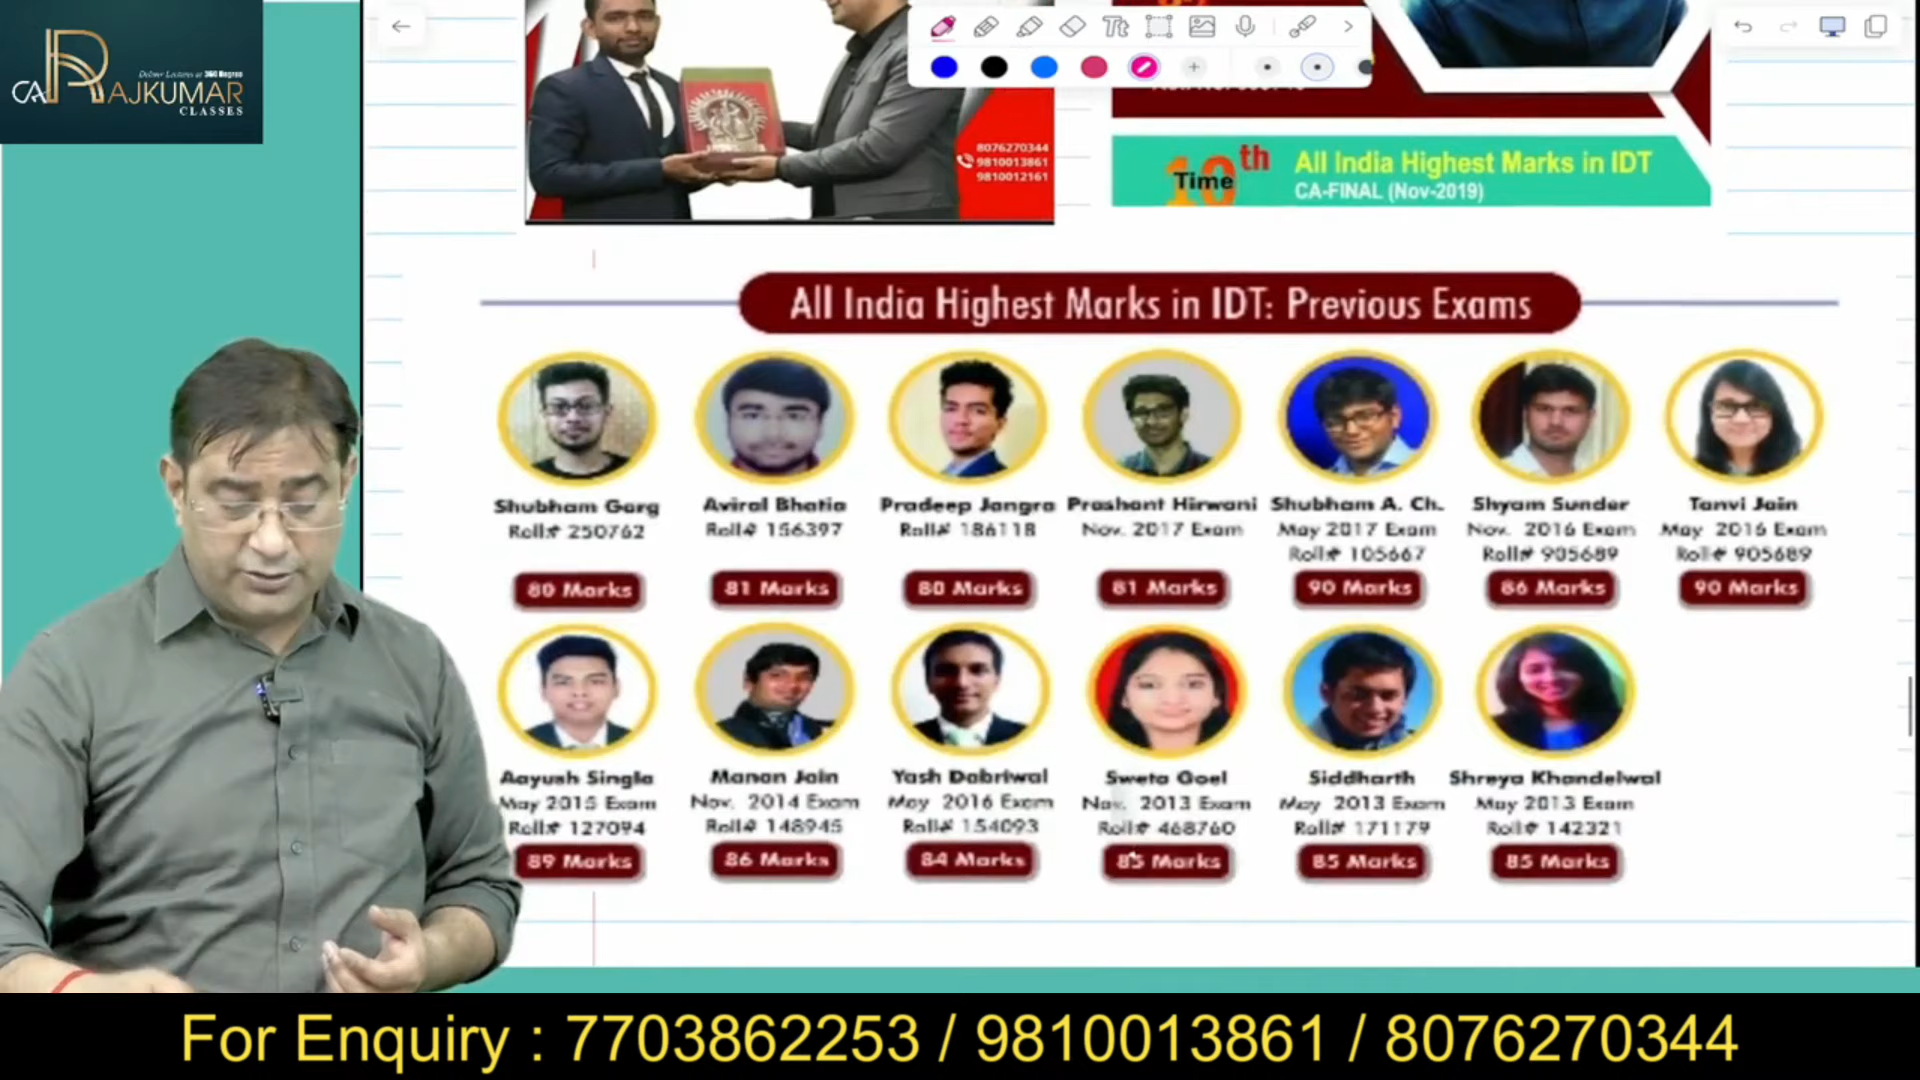 Deliver Lectures at 360 Degree
CA RAJKUMAR
CLASSES
8076270344
9810013861
9810012161
10th
Time
All India Highest Marks in IDT
CA-FINAL (Nov-2019)
All India Highest Marks in IDT: Previous Exams
Shubham Garg
Roll# 250762
80 Marks
Aviral Bhatia
Roll# 156397
81 Marks
Pradeep Jangra
Roll# 186118
80 Marks
Prashant Hirwani
Nov. 2017 Exam
81 Marks
Shubham A. Ch.
May 2017 Exam
Roll# 105667
90 Marks
Shyam Sunder
Nov. 2016 Exam
Roll# 905689
86 Marks
Tanvi Jain
May 2016 Exam
Roll# 905689
90 Marks
Aayush Singla
May 2015 Exam
Roll# 127094
89 Marks
Manan Jain
Nov. 2014 Exam
Roll# 148945
86 Marks
Yash Dabriwal
May 2016 Exam
Roll# 154093
84 Marks
Sweta Goel
Nov. 2013 Exam
Roll# 468760
85 Marks
Siddharth
May 2013 Exam
Roll# 171179
85 Marks
Shreya Khandelwal
May 2013 Exam
Roll# 142321
85 Marks
For Enquiry : 7703862253 / 9810013861 / 8076270344